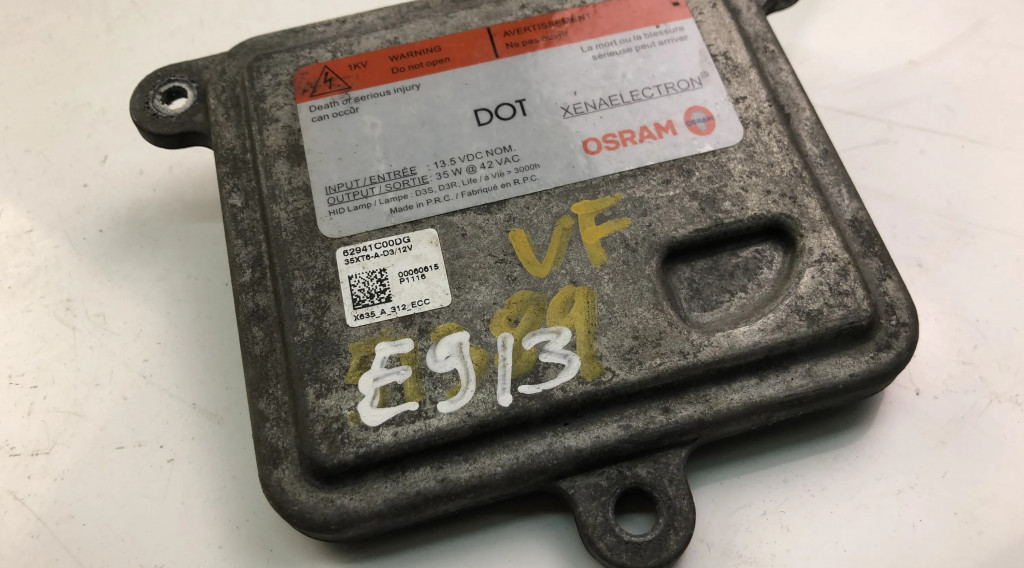 1KV WARNING
Do not open
AVERTISSEMENT
Ne pas ouvrir
Death or serious injury
can occur
La mort ou la blessure
sérieuse peut arriver
DOT
XENAELECTRON®
OSRAM
OSRAM
INPUT / ENTRÉE : 13.5 VDC NOM.
OUTPUT / SORTIE: 35 W @ 42 VAC
HID Lamp / Lampe : D3S, D3R, Life / à Vie > 3000h
Made in P.R.C. / Fabriqué en R.P.C.
62941C00DG
35XT6-A-D3/12V
00060615
P1116
X635_A_312_ECC
VF
E913